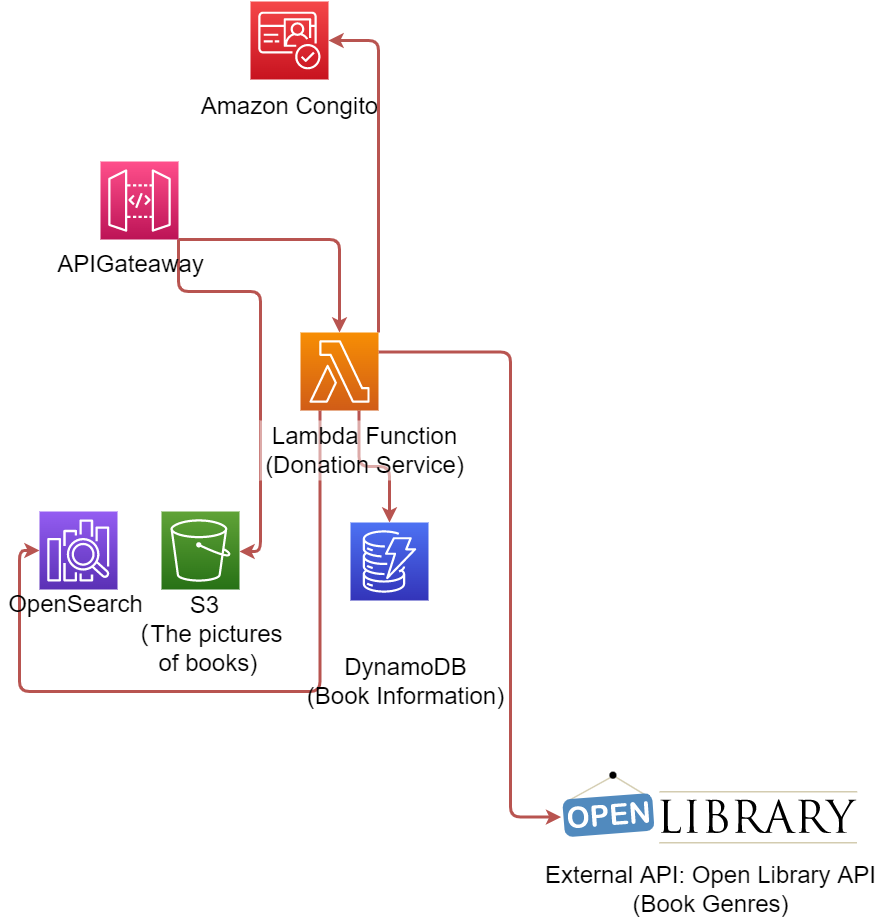 Amazon Congito
APIGateaway
Lambda Function
(Donation Service)
OpenSearch
S3
(The pictures
of books)
DynamoDB
(Book Information)
OPEN LIBRARY
External API: Open Library API
(Book Genres)